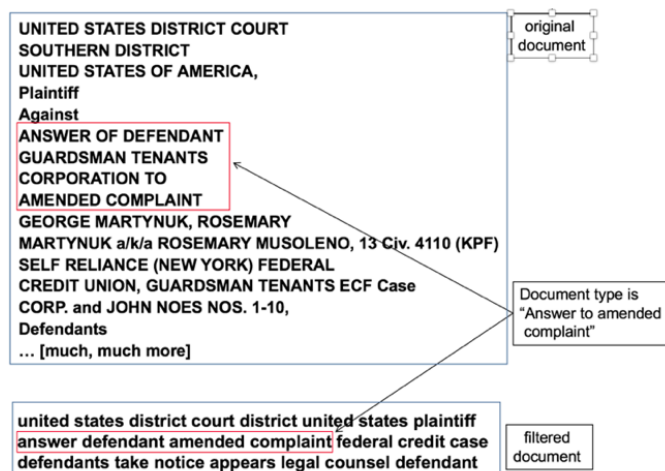 UNITED STATES DISTRICT COURT
SOUTHERN DISTRICT
UNITED STATES OF AMERICA,
Plaintiff
Against
ANSWER OF DEFENDANT
GUARDSMAN TENANTS
CORPORATION TO
AMENDED COMPLAINT
GEORGE MARTYNUK, ROSEMARY
MARTYNUK a/k/a ROSEMARY MUSOLENO, 13 Civ. 4110 (KPF)
SELF RELIANCE (NEW YORK) FEDERAL
CREDIT UNION, GUARDSMAN TENANTS ECF Case
CORP. and JOHN NOES NOS. 1-10,
Defendants
… [much, much more]
original
document
Document type is
“Answer to amended
complaint”
united states district court district united states plaintiff
answer defendant amended complaint federal credit case
defendants take notice appears legal counsel defendant
filtered
document